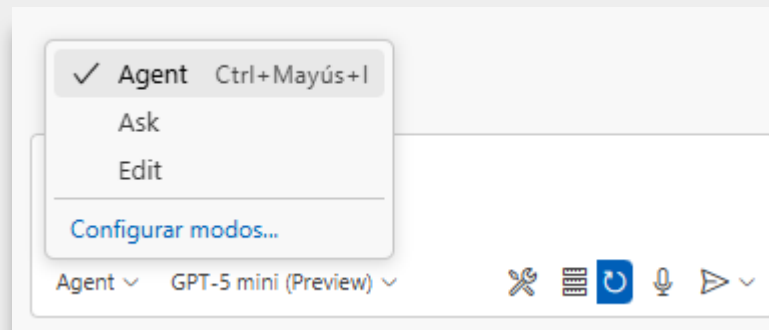 Agent Ctrl+Mayús+I
Ask
Edit
Configurar modos...
Agent GPT-5 mini (Preview)